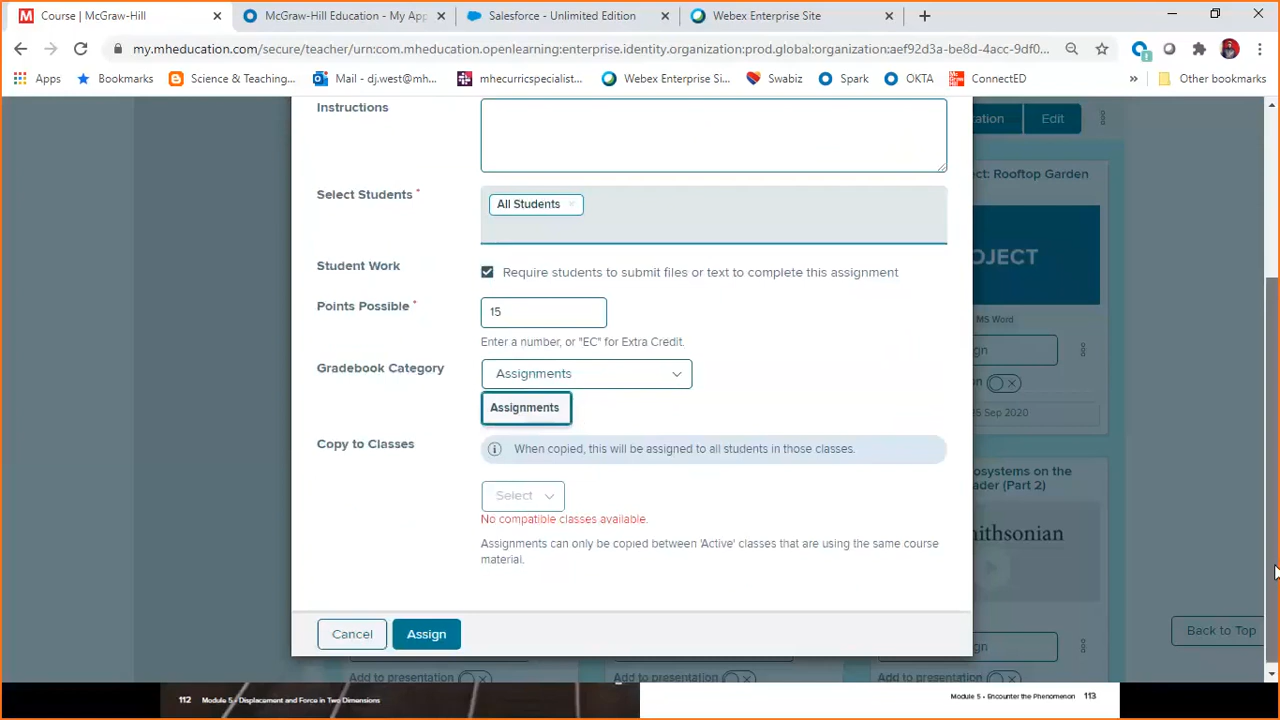 Course | McGraw-Hill
McGraw-Hill Education - My App
Salesforce - Unlimited Edition
Webex Enterprise Site
my.mheducation.com/secure/teacher/urn:com.mheducation.openlearning:enterprise.identity.organization:prod.global:organization:aef92d3a-be8d-4acc-9df0...
Apps
Bookmarks
Science & Teaching...
Mail - dj.west@mh...
mhecurricspecialist...
Webex Enterprise Si...
Swabiz
Spark
OKTA
ConnectED
»
Other bookmarks
Instructions
ation
Edit
ct: Rooftop Garden
Select Students *
All Students ×
OJECT
Student Work
Require students to submit files or text to complete this assignment
Points Possible *
15
MS Word
Enter a number, or "EC" for Extra Credit.
gn
Gradebook Category
Assignments
on
Assignments
15 Sep 2020
Copy to Classes
When copied, this will be assigned to all students in those classes.
osystems on the
ader (Part 2)
Select
No compatible classes available.
nithsonian
Assignments can only be copied between 'Active' classes that are using the same course
material.
Cancel
Assign
Back to Top
gn
Add to presentation
Add to presentation
Add to presentation
112 Module 5 • Displacement and Force in Two Dimensions
Module 5 • Encounter the Phenomenon 113